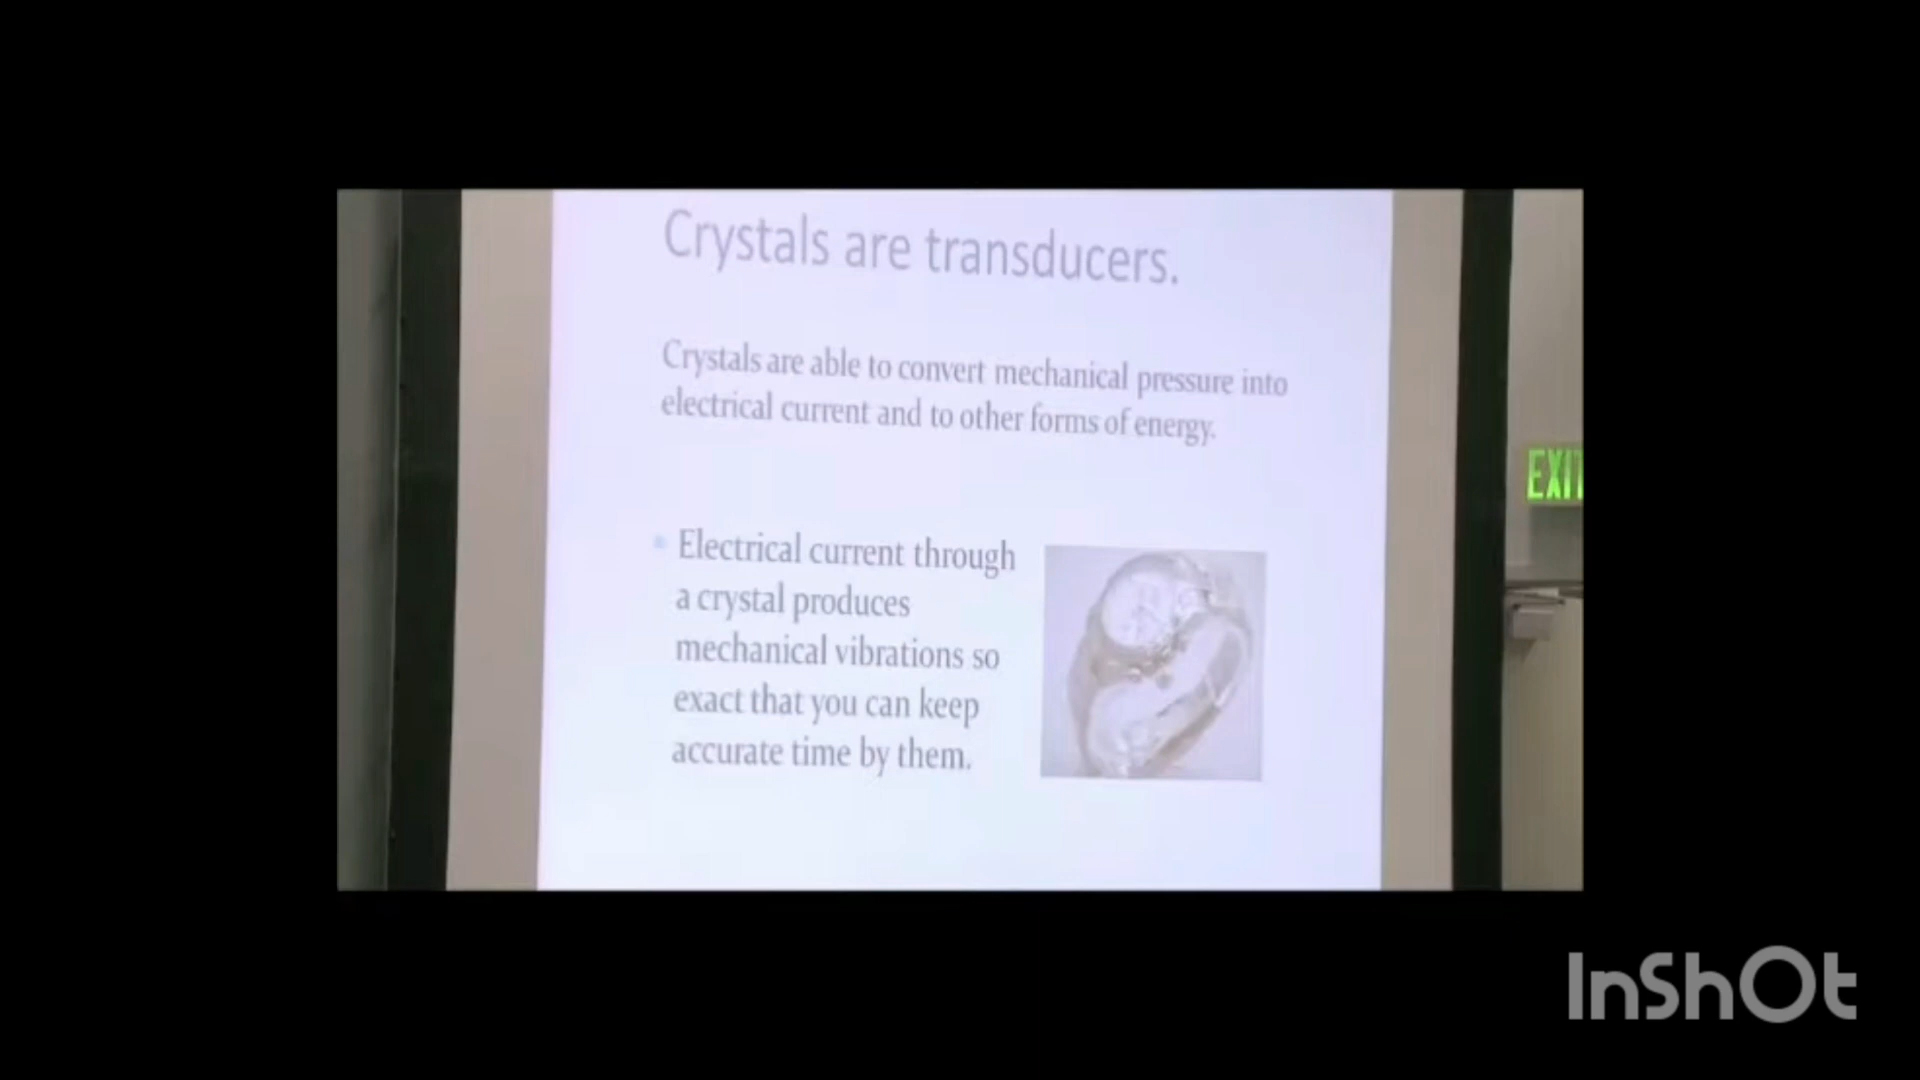 Crystals are transducers.
Crystals are able to convert mechanical pressure into
electrical current and to other forms of energy.
Electrical current through
a crystal produces
mechanical vibrations so
exact that you can keep
accurate time by them.
EXIT
InShOt